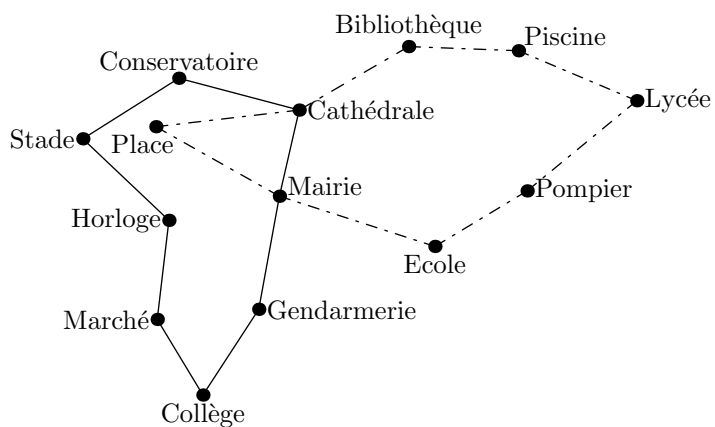 Bibliothèque
Piscine
Conservatoire
Lycée
Cathédrale
Stade
Place
Mairie
Pompier
Horloge
Ecole
Gendarmerie
Marché
Collège